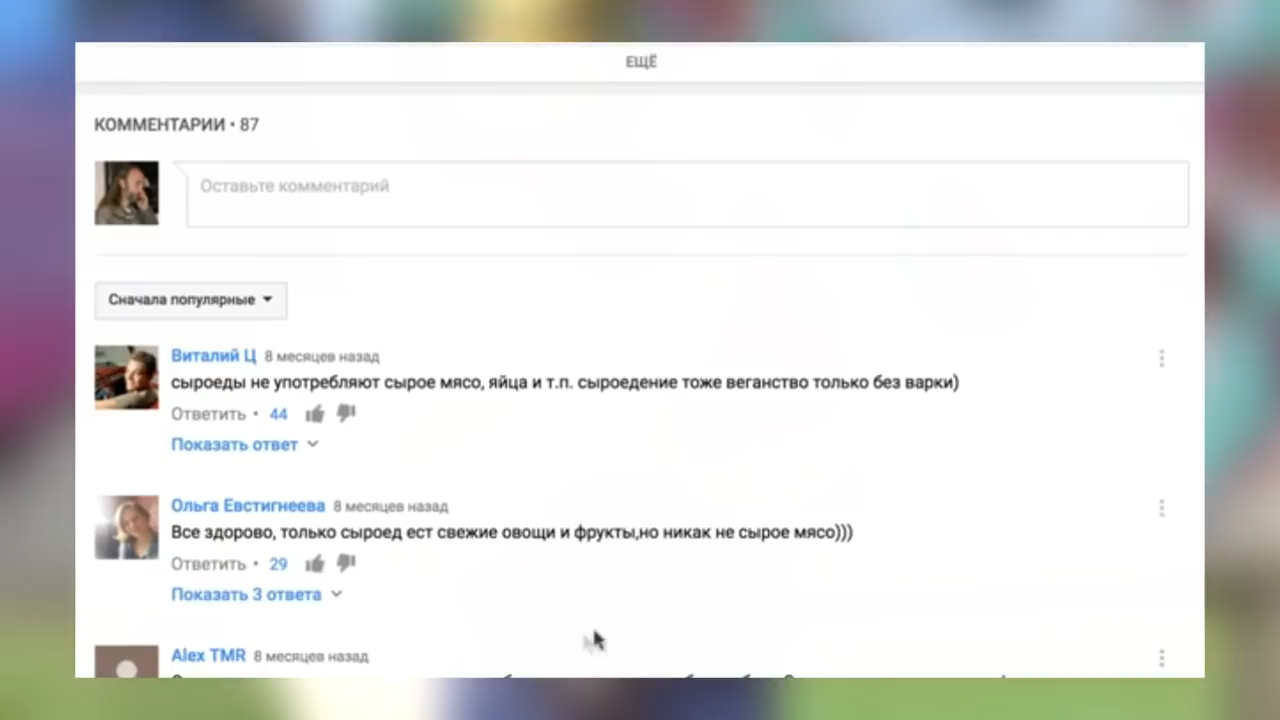 ЕЩЁ
КОММЕНТАРИИ • 87
Оставьте комментарий
Сначала популярные
Виталий Ц 8 месяцев назад
сыроеды не употребляют сырое мясо, яйца и т.п. сыроедение тоже веганство только без варки)
Ответить • 44
Показать ответ
Ольга Евстигнеева 8 месяцев назад
Все здорово, только сыроед ест свежие овощи и фрукты,но никак не сырое мясо)))
Ответить • 29
Показать 3 ответа
Alex TMR 8 месяцев назад